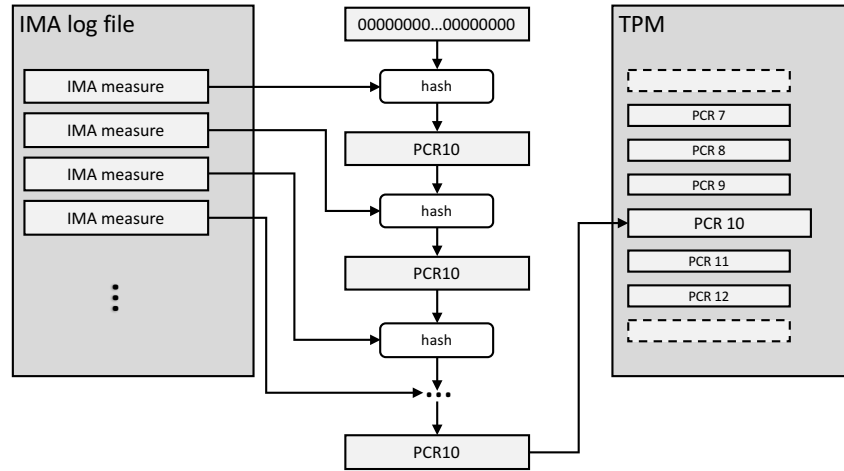 IMA log file
IMA measure
IMA measure
IMA measure
IMA measure
00000000...00000000
hash
PCR10
hash
PCR10
hash
PCR10
TPM
PCR 7
PCR 8
PCR 9
PCR 10
PCR 11
PCR 12